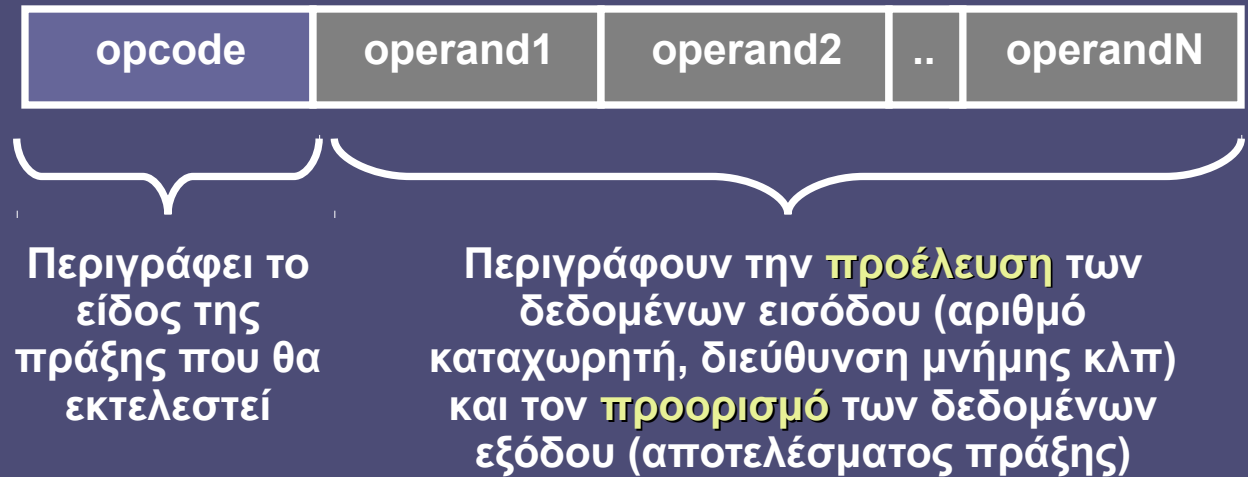 opcode operand1 operand2 .. operandN
Περιγράφει το
είδος της
πράξης που θα
εκτελεστεί
Περιγράφουν την προέλευση των
δεδομένων εισόδου (αριθμό
καταχωρητή, διεύθυνση μνήμης κλπ)
και τον προορισμό των δεδομένων
εξόδου (αποτελέσματος πράξης)